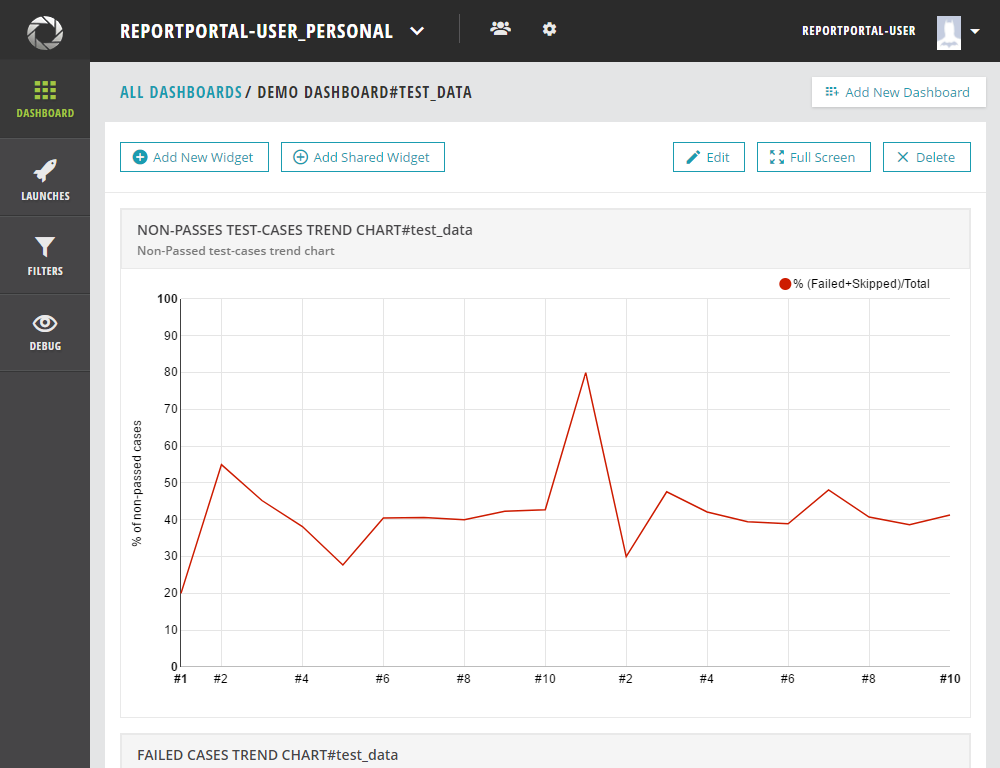 REPORTPORTAL-USER_PERSONAL
REPORTPORTAL-USER
DASHBOARD
LAUNCHES
FILTERS
DEBUG
ALL DASHBOARDS / DEMO DASHBOARD#TEST_DATA
Add New Dashboard
Add New Widget
Add Shared Widget
Edit
Full Screen
Delete
NON-PASSES TEST-CASES TREND CHART#test_data
Non-Passed test-cases trend chart
% (Failed+Skipped)/Total
% of non-passed cases
100
90
80
70
60
50
40
30
20
10
0
#1 #2 #4 #6 #8 #10 #2 #4 #6 #8 #10
FAILED CASES TREND CHART#test_data